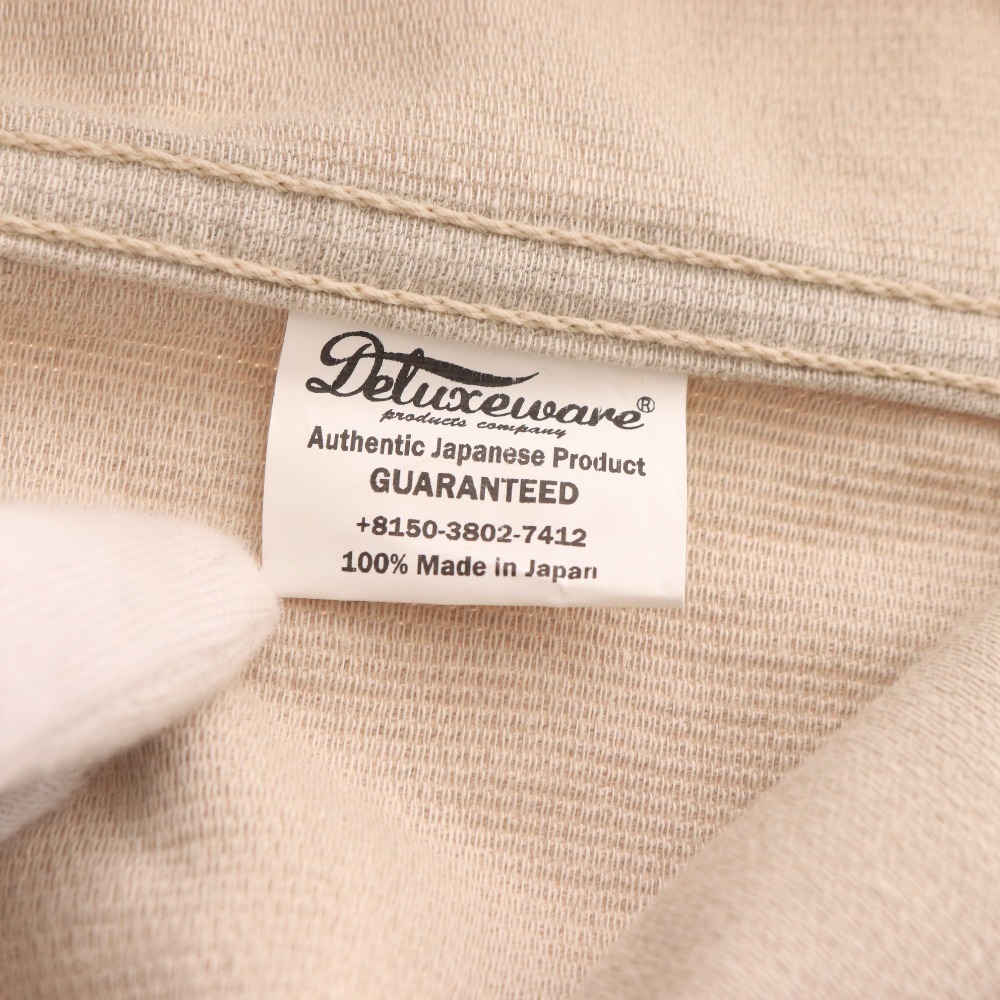 Deluxeware®
products company
Authentic Japanese Product
GUARANTEED
+8150-3802-7412
100% Made in Japan